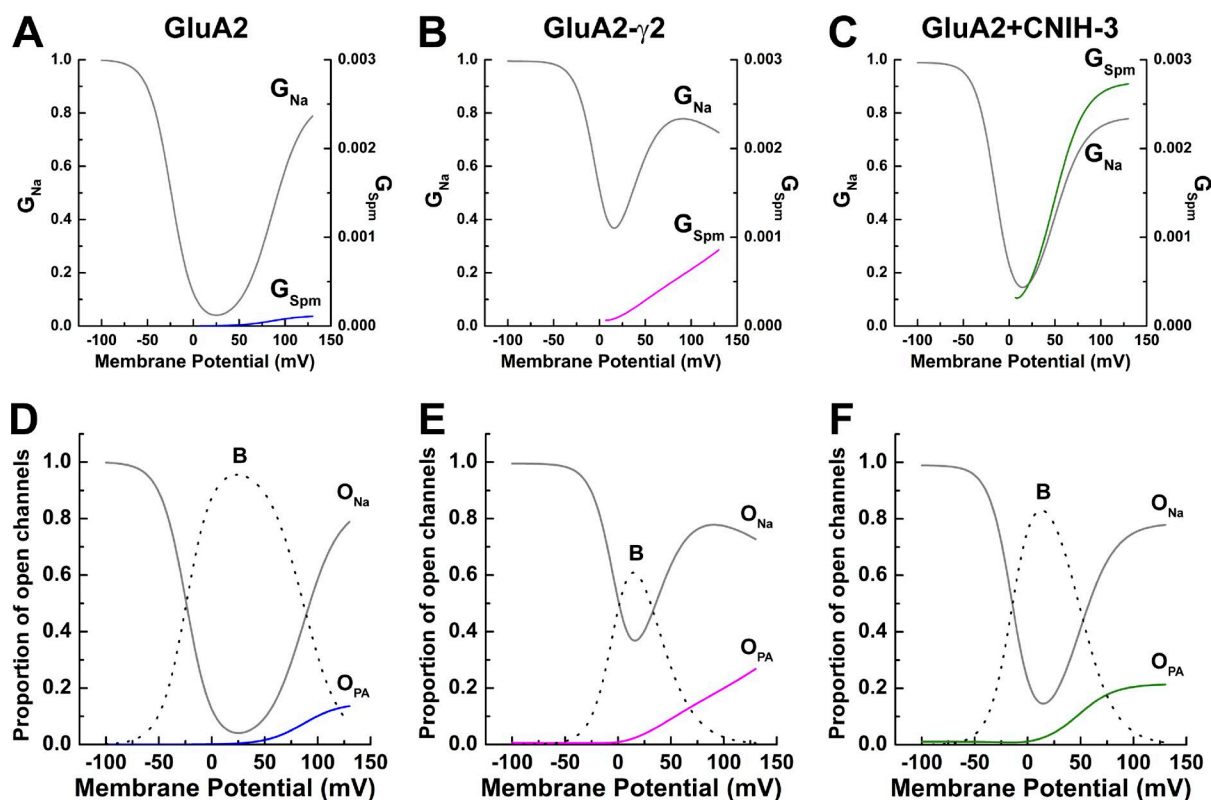 A GluA2
B GluA2-γ2
C GluA2+CNIH-3
1.0 0.8 0.6 0.4 0.2 0.0
G_Na
G_Na
G_Spm
0.003 0.002 0.001 0.000
G_Spm
-100 -50 0 50 100 150
Membrane Potential (mV)
1.0 0.8 0.6 0.4 0.2 0.0
G_Na
G_Na
G_Spm
0.003 0.002 0.001 0.000
G_Spm
-100 -50 0 50 100 150
Membrane Potential (mV)
1.0 0.8 0.6 0.4 0.2 0.0
G_Na
G_Spm
G_Na
0.003 0.002 0.001 0.000
G_Spm
-100 -50 0 50 100 150
Membrane Potential (mV)
D
Proportion of open channels
1.0 0.8 0.6 0.4 0.2 0.0
B
O_Na
O_PA
-100 -50 0 50 100 150
Membrane Potential (mV)
E
Proportion of open channels
1.0 0.8 0.6 0.4 0.2 0.0
B
O_Na
O_PA
-100 -50 0 50 100 150
Membrane Potential (mV)
F
Proportion of open channels
1.0 0.8 0.6 0.4 0.2 0.0
B
O_Na
O_PA
-100 -50 0 50 100 150
Membrane Potential (mV)